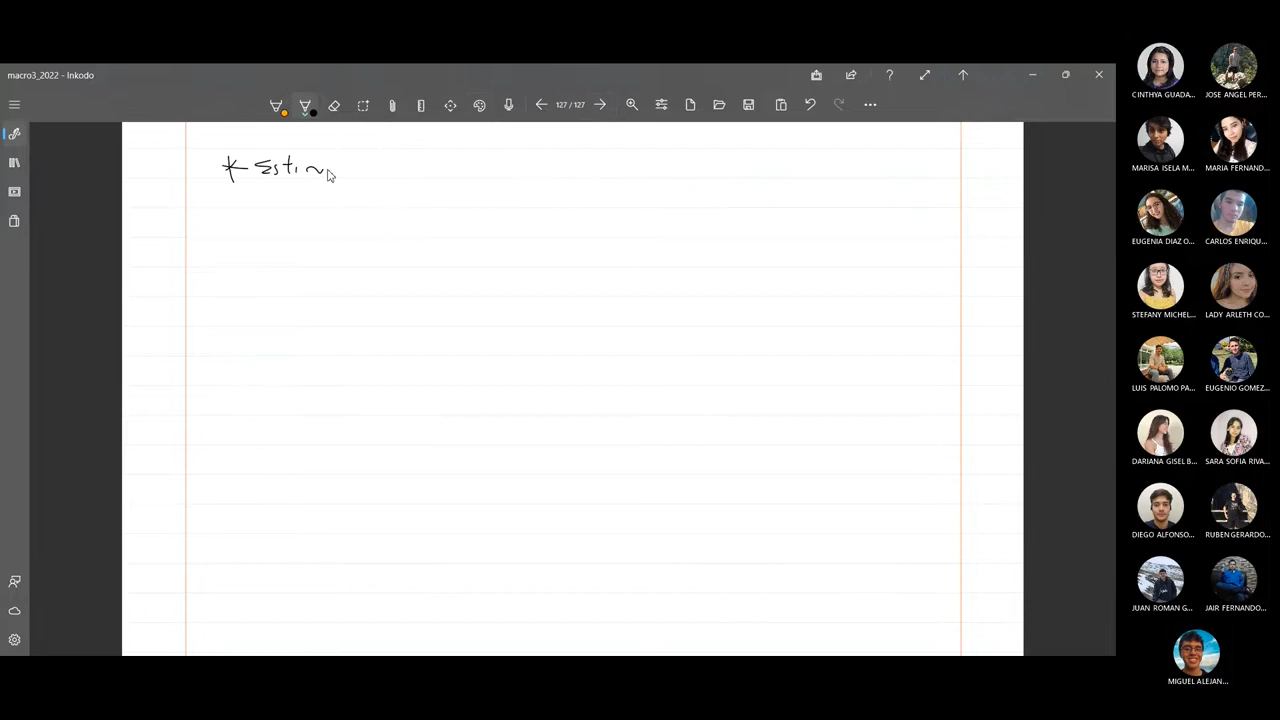 macro3_2022 - Inkodo
127 / 127
* Estim
CINTHYA GUADA...
JOSE ANGEL PER...
MARISA ISELA M...
MARIA FERNAND...
EUGENIA DIAZ O...
CARLOS ENRIQU...
STEFANY MICHEL...
LADY ARLETH CO...
LUIS PALOMO PA...
EUGENIO GOMEZ...
DARIANA GISEL B...
SARA SOFIA RIVA...
DIEGO ALFONSO...
RUBEN GERARDO...
JUAN ROMAN G...
JAIR FERNANDO...
MIGUEL ALEJAN...